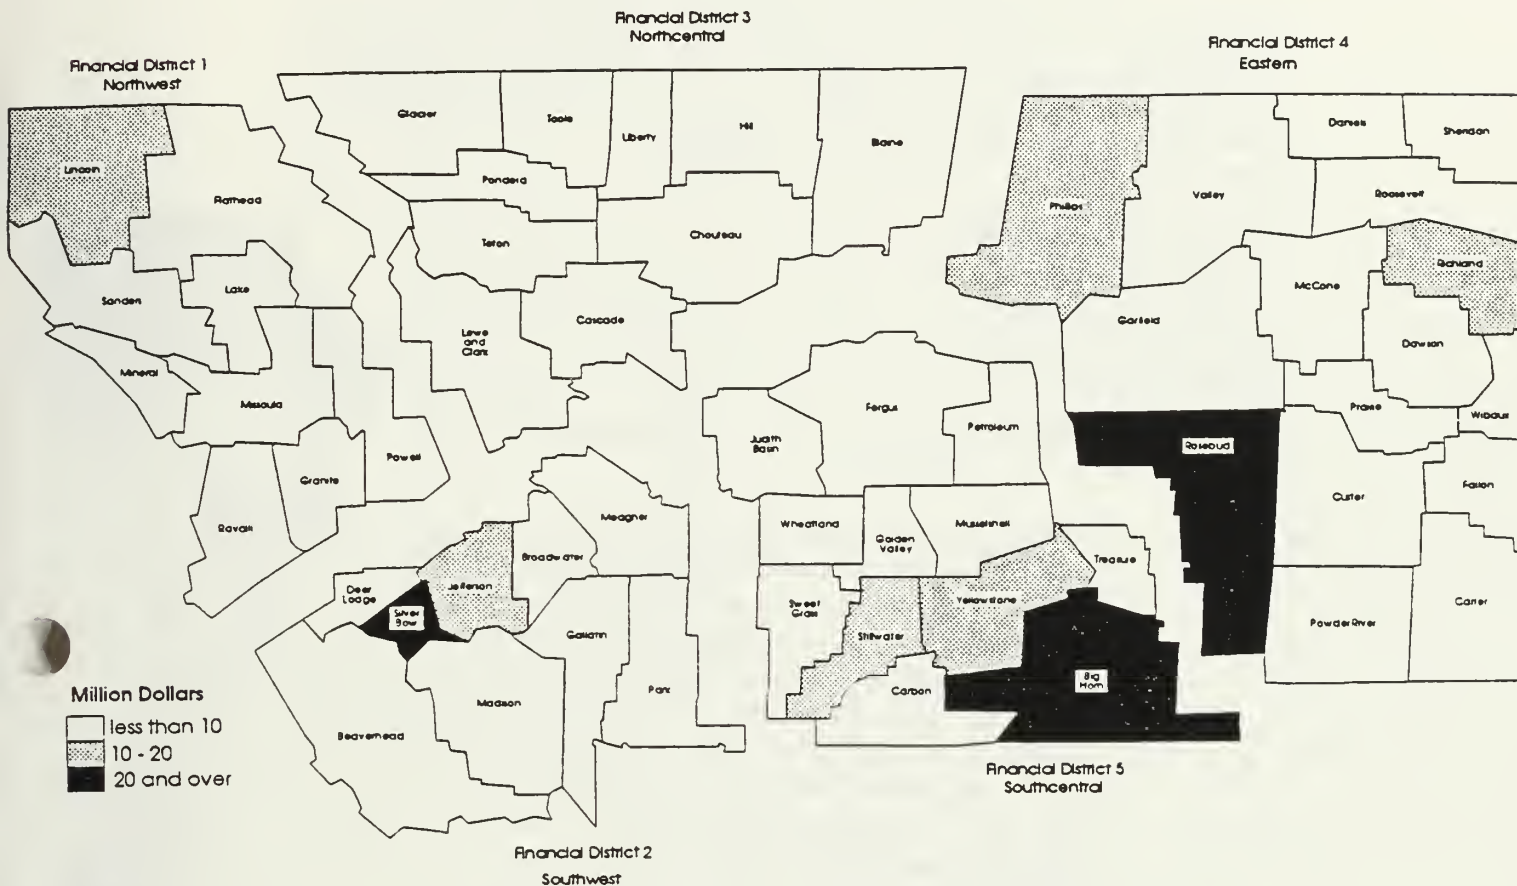 Financial District 3
Northcentral
Financial District 4
Eastern
Financial District 1
Northwest
Glacier
Toole
Liberty
Hill
Blaine
Daniels
Sheridan
Lincoln
Flathead
Pondera
Phillips
Valley
Roosevelt
Teton
Chouteau
Richland
Sanders
Lake
McCone
Lewe
and
Clark
Cascade
Garfield
Dawson
Mineral
Missoula
Fergus
Prairie
Wibaux
Judith
Basin
Petroleum
Rosebud
Powell
Granite
Custer
Fallon
Ravalli
Meagher
Wheatland
Golden
Valley
Musselshell
Broadwater
Treasure
Deer
Lodge
Jefferson
Silver
Bow
Sweet
Grass
Yellowstone
Carter
Powder River
Gallatin
Stillwater
Million Dollars
less than 10
10 - 20
20 and over
Madison
Park
Carbon
Big
Horn
Beaverhead
Financial District 5
Southcentral
Financial District 2
Southwest